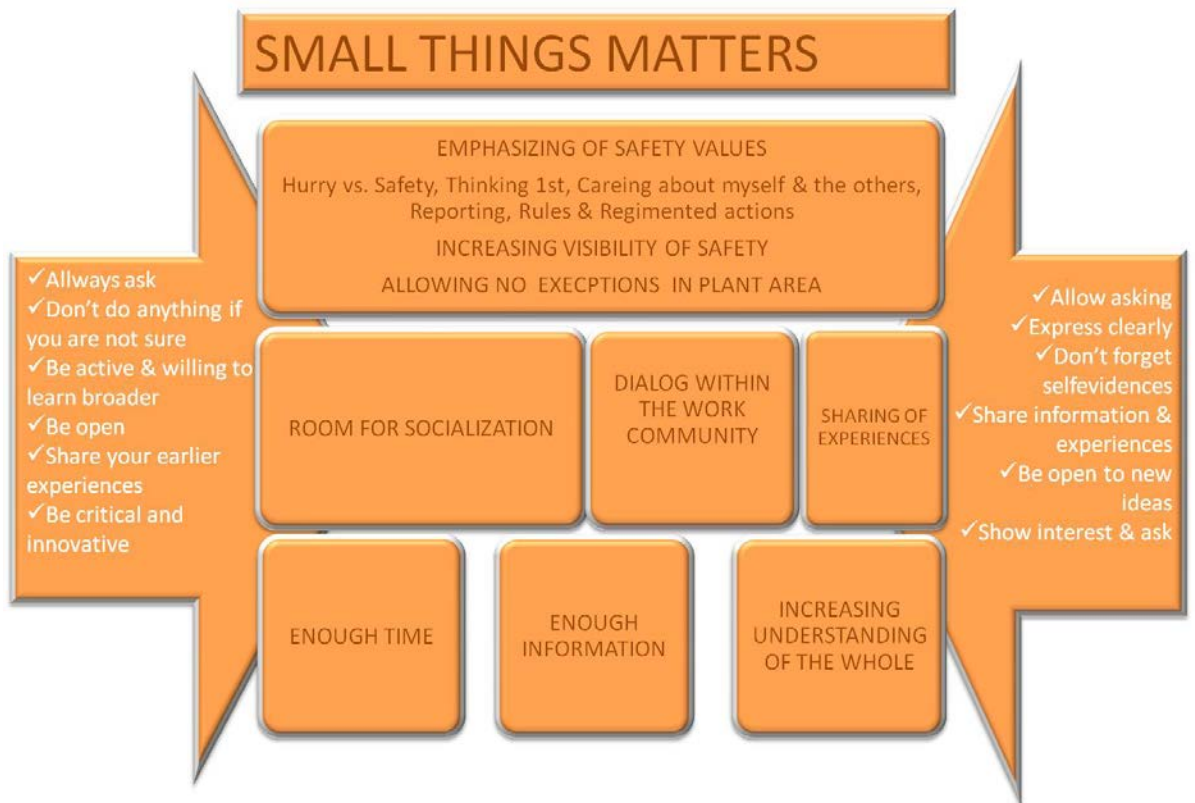 SMALL THINGS MATTERS
EMPHASIZING OF SAFETY VALUES
Hurry vs. Safety, Thinking 1st, Careing about myself & the others,
Reporting, Rules & Regimented actions
INCREASING VISIBILITY OF SAFETY
ALLOWING NO EXECPTIONS IN PLANT AREA
✓Allways ask
✓Don't do anything if
you are not sure
✓Be active & willing to
learn broader
✓Be open
✓Share your earlier
experiences
✓Be critical and
innovative
ROOM FOR SOCIALIZATION
DIALOG WITHIN
THE WORK
COMMUNITY
SHARING OF
EXPERIENCES
✓Allow asking
✓Express clearly
✓Don't forget
selfevidences
✓Share information &
experiences
✓Be open to new
ideas
✓Show interest & ask
ENOUGH TIME
ENOUGH
INFORMATION
INCREASING
UNDERSTANDING
OF THE WHOLE